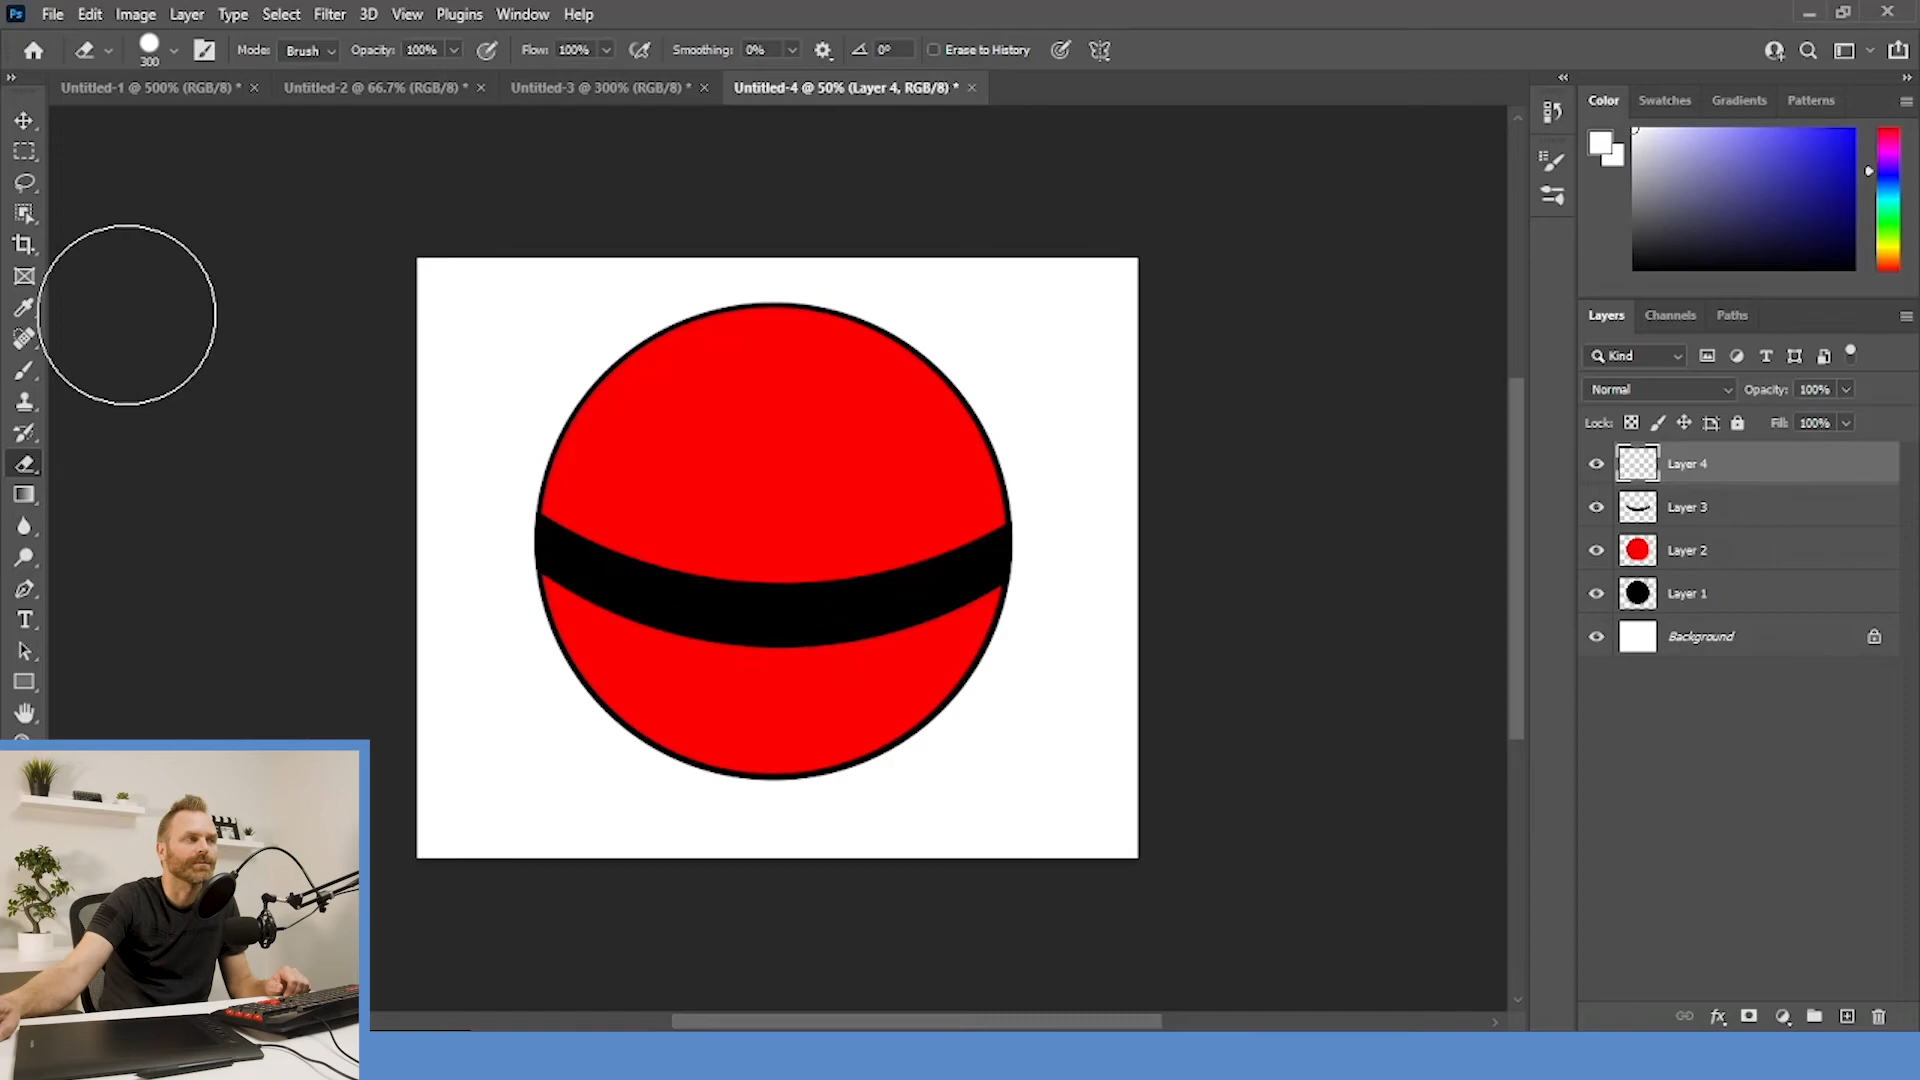 Ps File Edit Image Layer Type Select Filter 3D View Plugins Window Help
300 Mode: Brush Opacity: 100% Flow: 100% Smoothing: 0% 0° Erase to History
Untitled-1 @ 500% (RGB/8) * × Untitled-2 @ 66.7% (RGB/8) * × Untitled-3 @ 300% (RGB/8) * × Untitled-4 @ 50% (Layer 4, RGB/8) * ×
Color Swatches Gradients Patterns
Layers Channels Paths
Kind
Normal Opacity: 100%
Lock: Fill: 100%
Layer 4
Layer 3
Layer 2
Layer 1
Background
fx